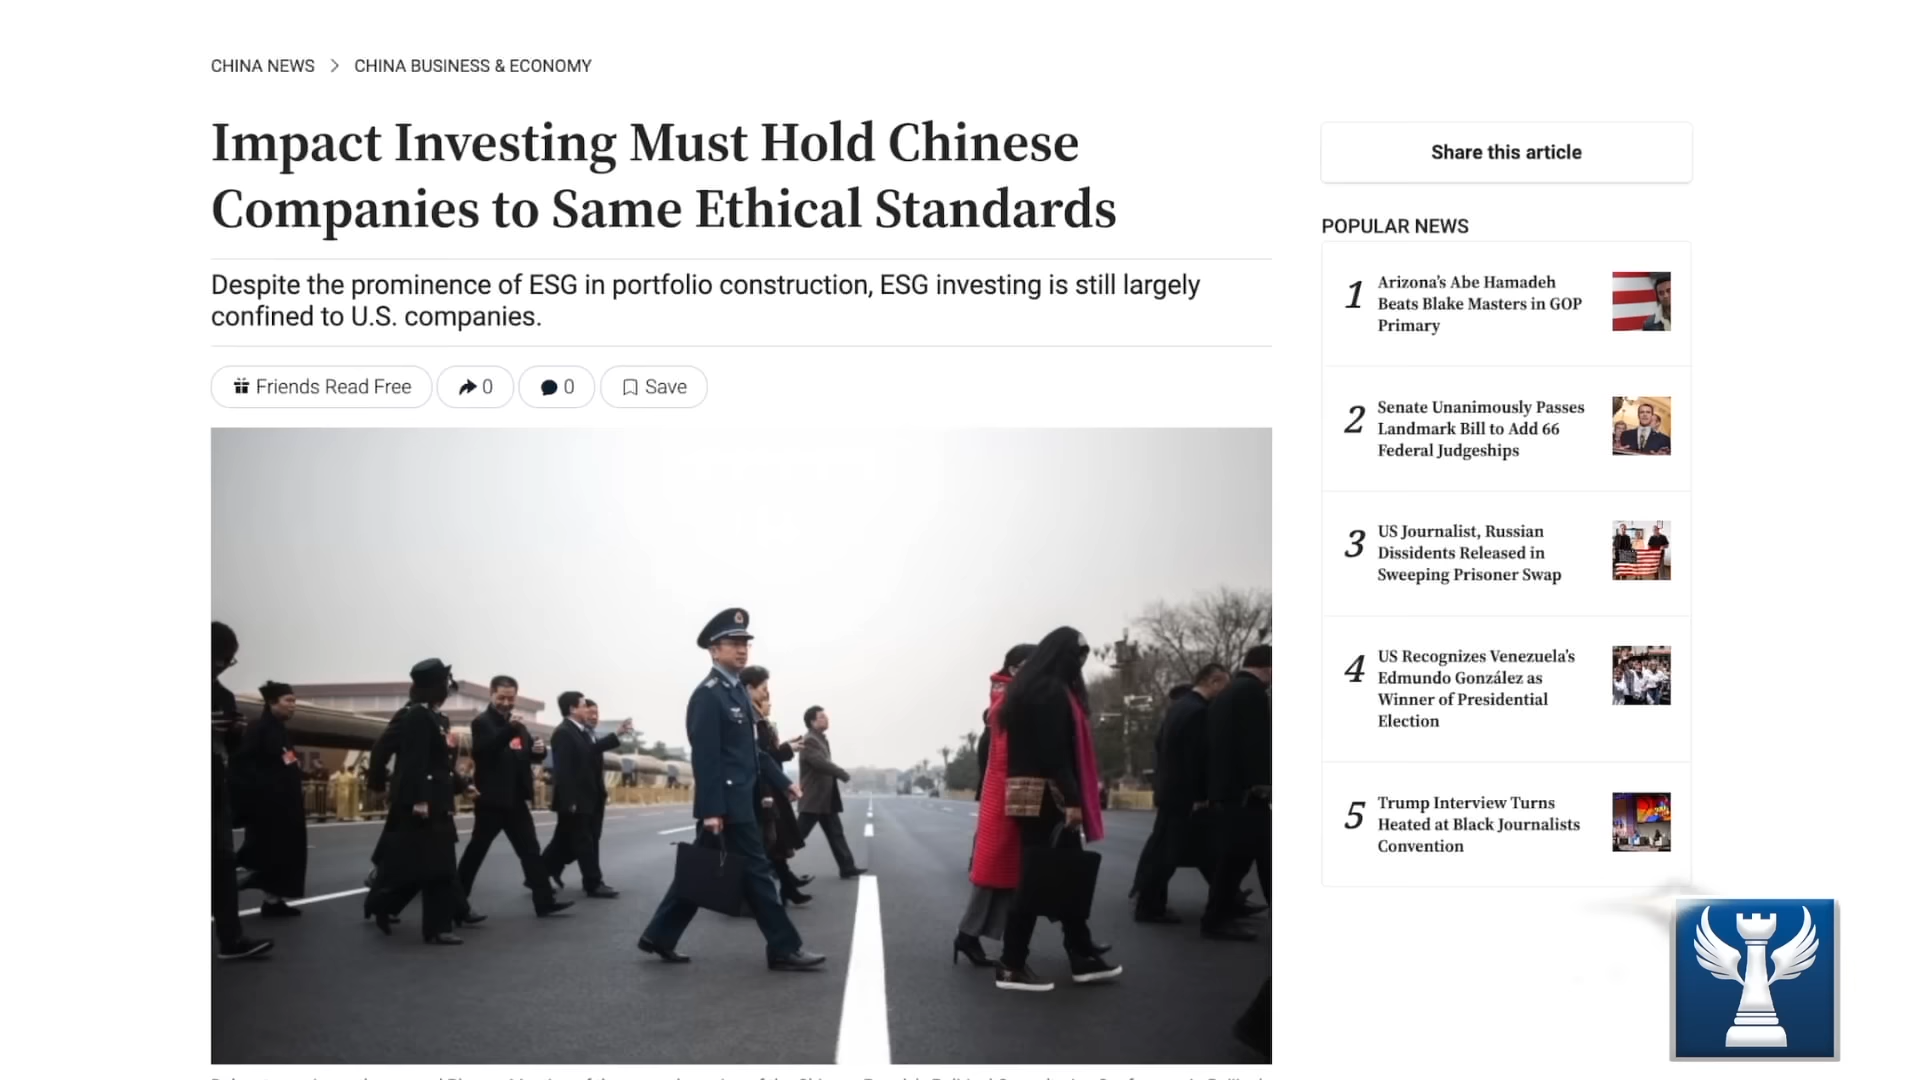 CHINA NEWS > CHINA BUSINESS & ECONOMY
Impact Investing Must Hold Chinese
Companies to Same Ethical Standards
Despite the prominence of ESG in portfolio construction, ESG investing is still largely
confined to U.S. companies.
Friends Read Free
0
0
Save
Share this article
POPULAR NEWS
1
Arizona’s Abe Hamadeh
Beats Blake Masters in GOP
Primary
2
Senate Unanimously Passes
Landmark Bill to Add 66
Federal Judgeships
3
US Journalist, Russian
Dissidents Released in
Sweeping Prisoner Swap
4
US Recognizes Venezuela’s
Edmundo González as
Winner of Presidential
Election
5
Trump Interview Turns
Heated at Black Journalists
Convention